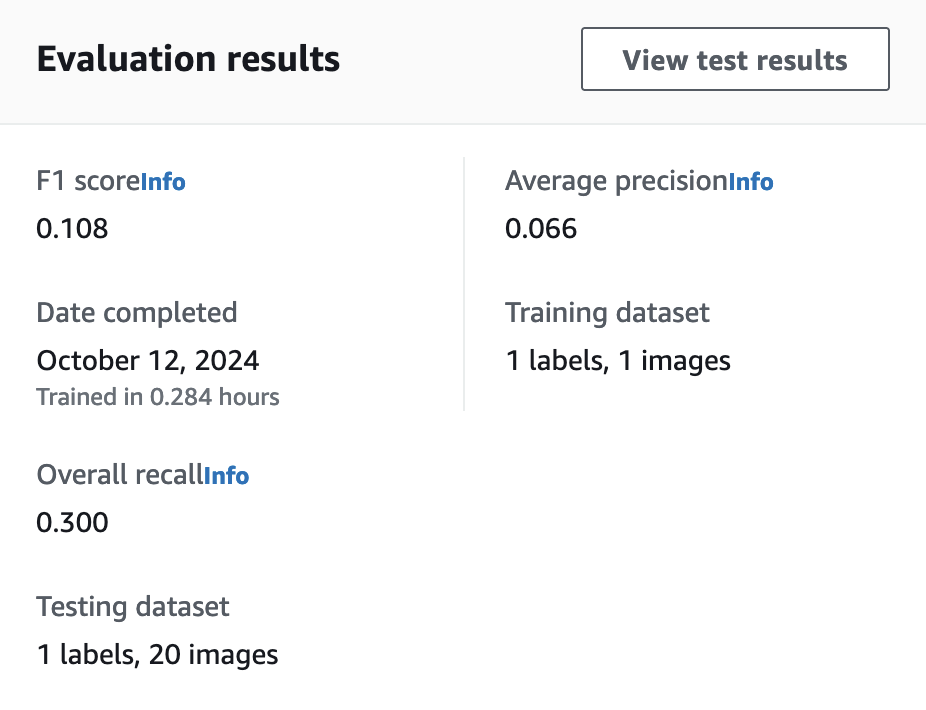 Evaluation results
View test results
F1 scoreInfo
0.108
Average precisionInfo
0.066
Date completed
October 12, 2024
Trained in 0.284 hours
Training dataset
1 labels, 1 images
Overall recallInfo
0.300
Testing dataset
1 labels, 20 images